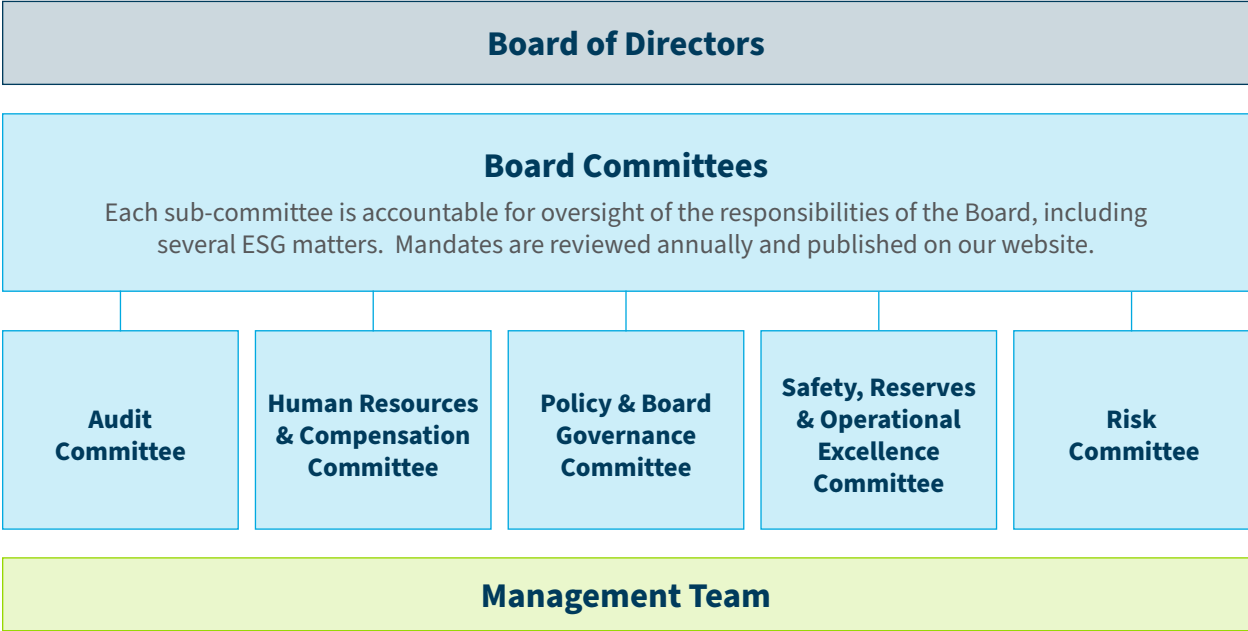 Board of Directors
Board Committees
Each sub-committee is accountable for oversight of the responsibilities of the Board, including
several ESG matters.  Mandates are reviewed annually and published on our website.
Audit
Committee
Human Resources
& Compensation
Committee
Policy & Board
Governance
Committee
Safety, Reserves
& Operational
Excellence
Committee
Risk
Committee
Management Team